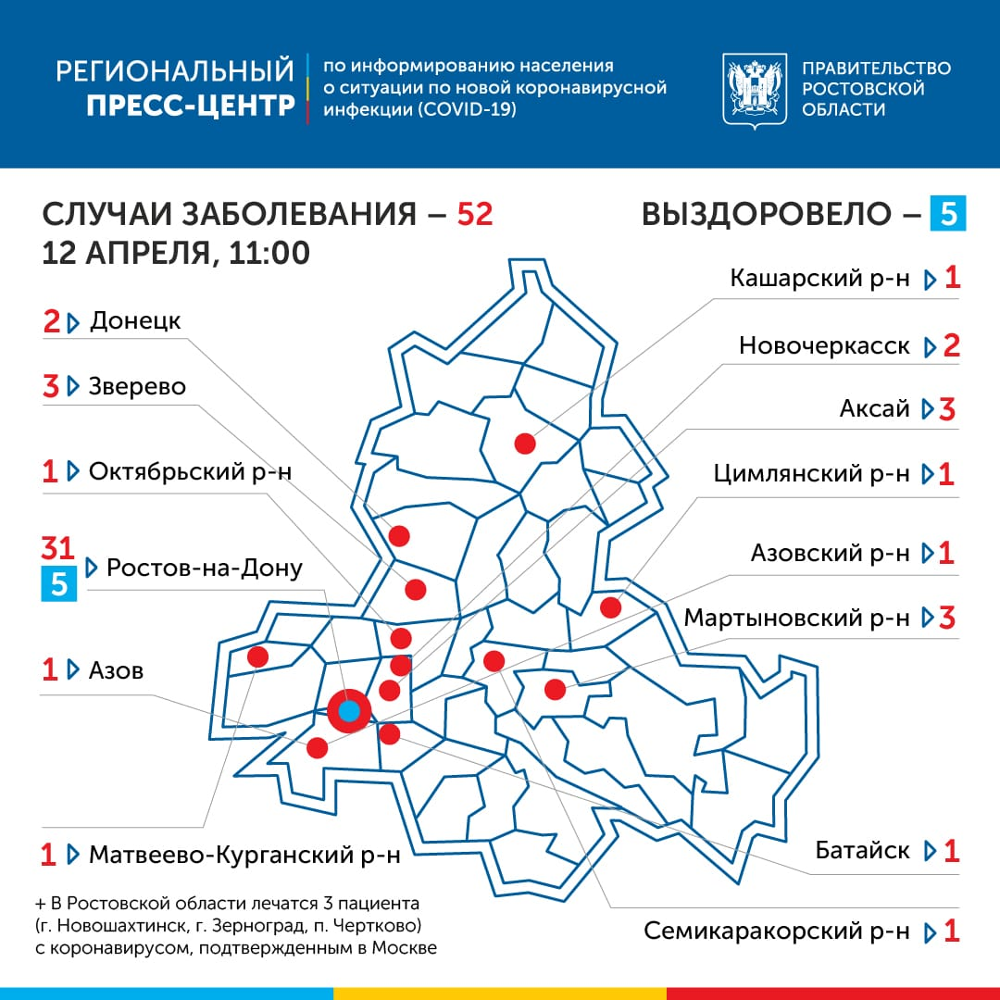 РЕГИОНАЛЬНЫЙ
ПРЕСС-ЦЕНТР
по информированию населения
о ситуации по новой коронавирусной
инфекции (COVID-19)
ПРАВИТЕЛЬСТВО
РОСТОВСКОЙ
ОБЛАСТИ
СЛУЧАИ ЗАБОЛЕВАНИЯ – 52
12 АПРЕЛЯ, 11:00
ВЫЗДОРОВЕЛО – 5
2 Донецк
3 Зверево
1 Октябрьский р-н
31
5
Ростов-на-Дону
1 Азов
1 Матвеево-Курганский р-н
Кашарский р-н 1
Новочеркасск 2
Аксай 3
Цимлянский р-н 1
Азовский р-н 1
Мартыновский р-н 3
Батайск 1
Семикаракорский р-н 1
+ В Ростовской области лечатся 3 пациента
(г. Новошахтинск, г. Зерноград, п. Чертково)
с коронавирусом, подтвержденным в Москве